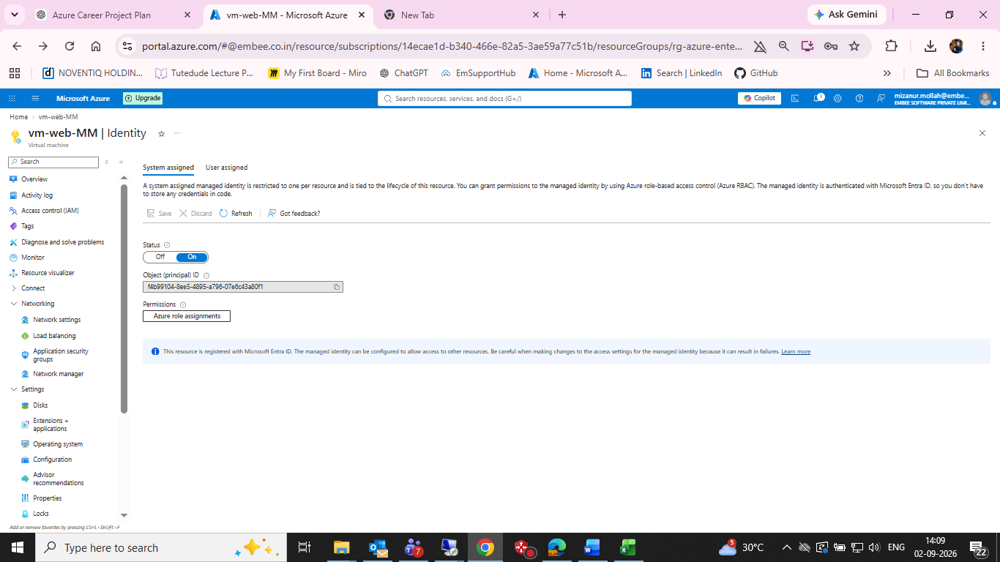 Azure Career Project Plan
vm-web-MM - Microsoft Azure
New Tab
Ask Gemini
portal.azure.com/#@embee.co.in/resource/subscriptions/14ecae1d-b340-466e-82a5-3ae59a77c51b/resourceGroups/rg-azure-ente...
NOVENTIQ HOLDIN...
Tutedude Lecture P...
My First Board - Miro
ChatGPT
EmSupportHub
Home - Microsoft A...
Search | LinkedIn
GitHub
»
All Bookmarks
Microsoft Azure
Upgrade
Search resources, services, and docs (G+/)
Copilot
3
mizanur.mollah@embe...
EMBEE SOFTWARE PRIVATE LIMI...
Home > vm-web-MM
vm-web-MM | Identity
Virtual machine
Search
Overview
Activity log
Access control (IAM)
Tags
Diagnose and solve problems
Monitor
Resource visualizer
Connect
Networking
Network settings
Load balancing
Application security
groups
Network manager
Settings
Disks
Extensions +
applications
Operating system
Configuration
Advisor
recommendations
Properties
Locks
Add or remove favorites by pressing Ctrl+Shift+F
System assigned
User assigned
A system assigned managed identity is restricted to one per resource and is tied to the lifecycle of this resource. You can grant permissions to the managed identity by using Azure role-based access control (Azure RBAC). The managed identity is authenticated with Microsoft Entra ID, so you don't have
to store any credentials in code.
Save
Discard
Refresh
Got feedback?
Status
Off
On
Object (principal) ID
f4b99104-8ee5-4895-a796-07e6c43a80f1
Permissions
Azure role assignments
This resource is registered with Microsoft Entra ID. The managed identity can be configured to allow access to other resources. Be careful when making changes to the access settings for the managed identity because it can result in failures. Learn more
Type here to search
7
5
30°C
ENG
14:09
02-09-2026
22